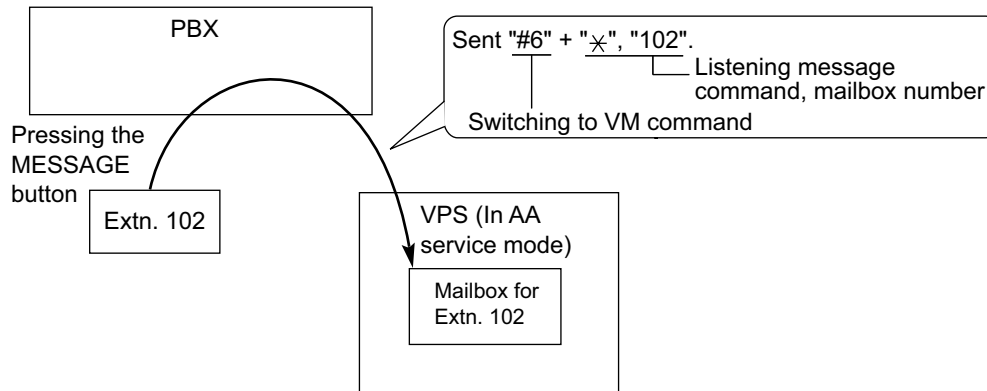 PBX
Sent "#6" + "⚹", "102".
Listening message
command, mailbox number
Switching to VM command
Pressing the
MESSAGE
button
Extn. 102
VPS (In AA
service mode)
Mailbox for
Extn. 102